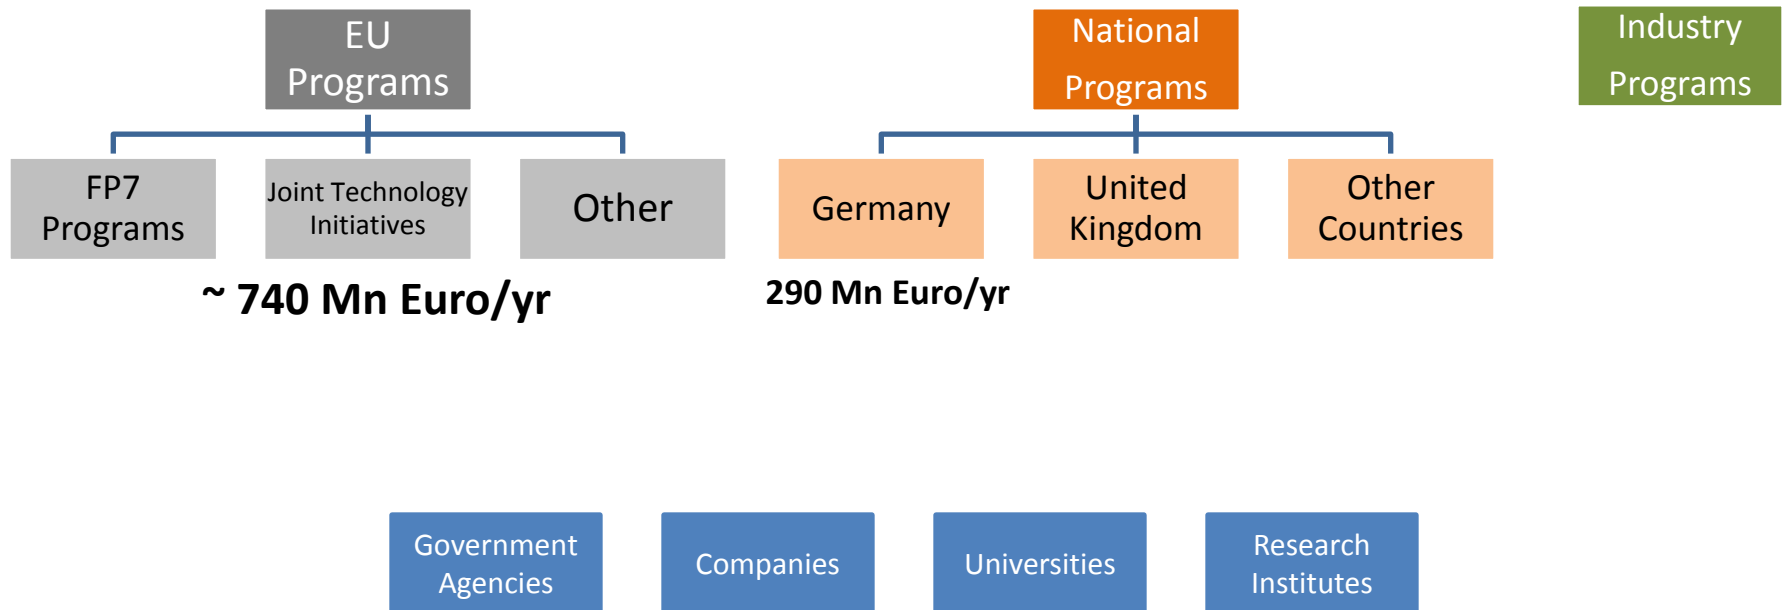 EU
Programs
National
Programs
Industry
Programs
FP7
Programs
Joint Technology
Initiatives
Other
Germany
United
Kingdom
Other
Countries
~ 740 Mn Euro/yr
290 Mn Euro/yr
Government
Agencies
Companies
Universities
Research
Institutes